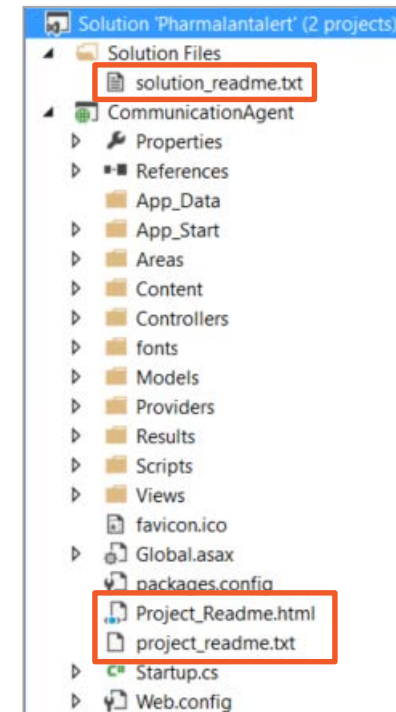 Solution 'Pharmalantalert' (2 projects)
Solution Files
solution_readme.txt
CommunicationAgent
Properties
References
App_Data
App_Start
Areas
Content
Controllers
fonts
Models
Providers
Results
Scripts
Views
favicon.ico
Global.asax
packages.config
Project_Readme.html
project_readme.txt
C# Startup.cs
Web.config